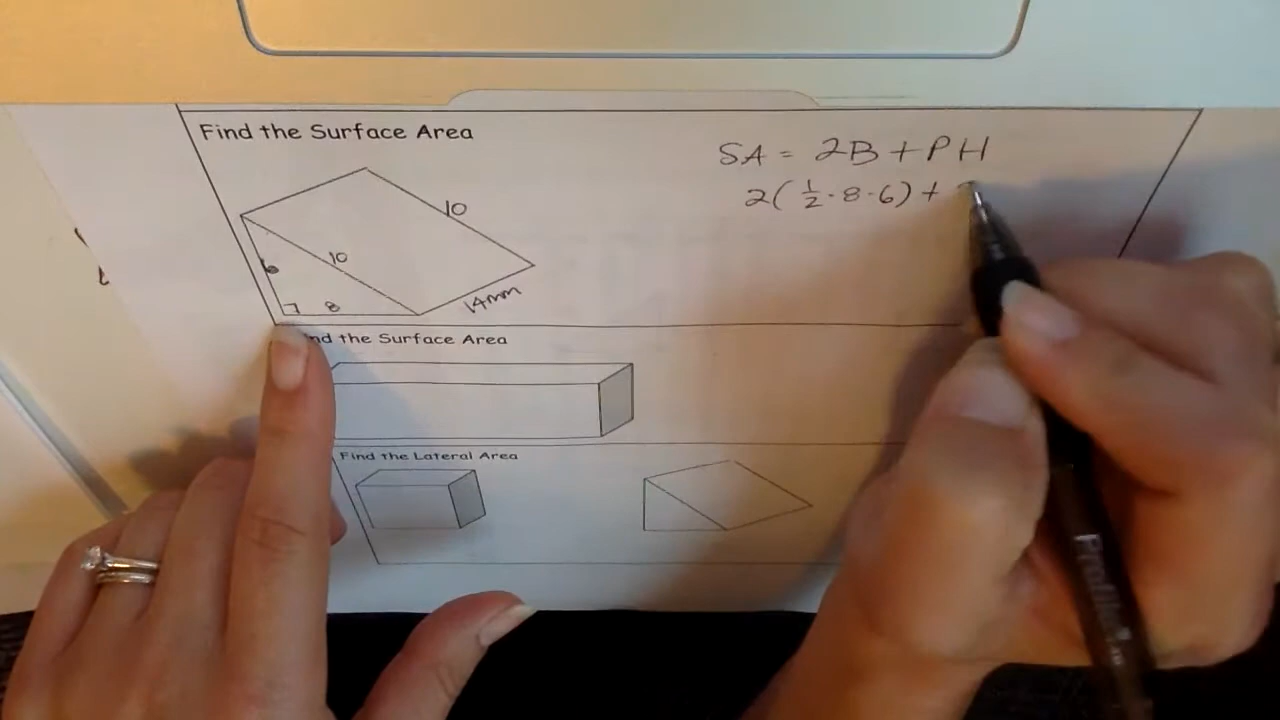 Find the Surface Area
SA = 2B + PH
2( 1/2 · 8 · 6) +
10
10
6
8
14mm
nd the Surface Area
Find the Lateral Area